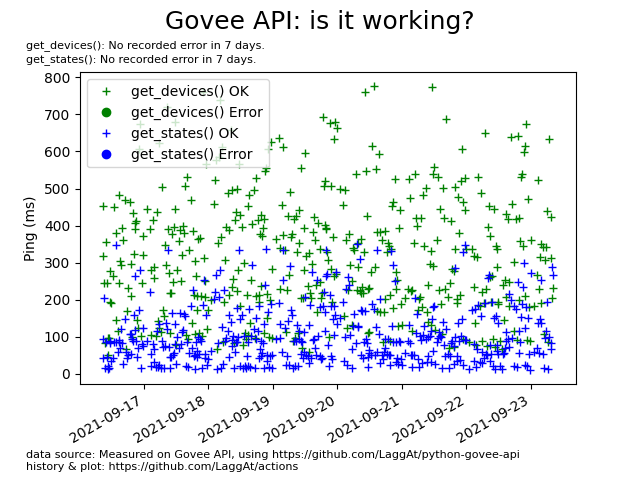 Govee API: is it working?
get_devices(): No recorded error in 7 days.
get_states(): No recorded error in 7 days.
get_devices() OK
get_devices() Error
get_states() OK
get_states() Error
Ping (ms)
800
700
600
500
400
300
200
100
0
2021-09-17
2021-09-18
2021-09-19
2021-09-20
2021-09-21
2021-09-22
2021-09-23
data source: Measured on Govee API, using https://github.com/LaggAt/python-govee-api
history & plot: https://github.com/LaggAt/actions